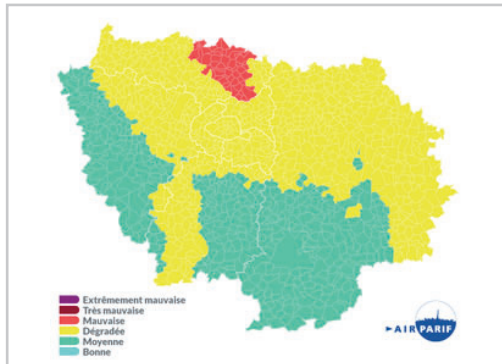 Extrêmement mauvaise
Très mauvaise
Mauvaise
Dégradée
Moyenne
Bonne
AIRPARIF